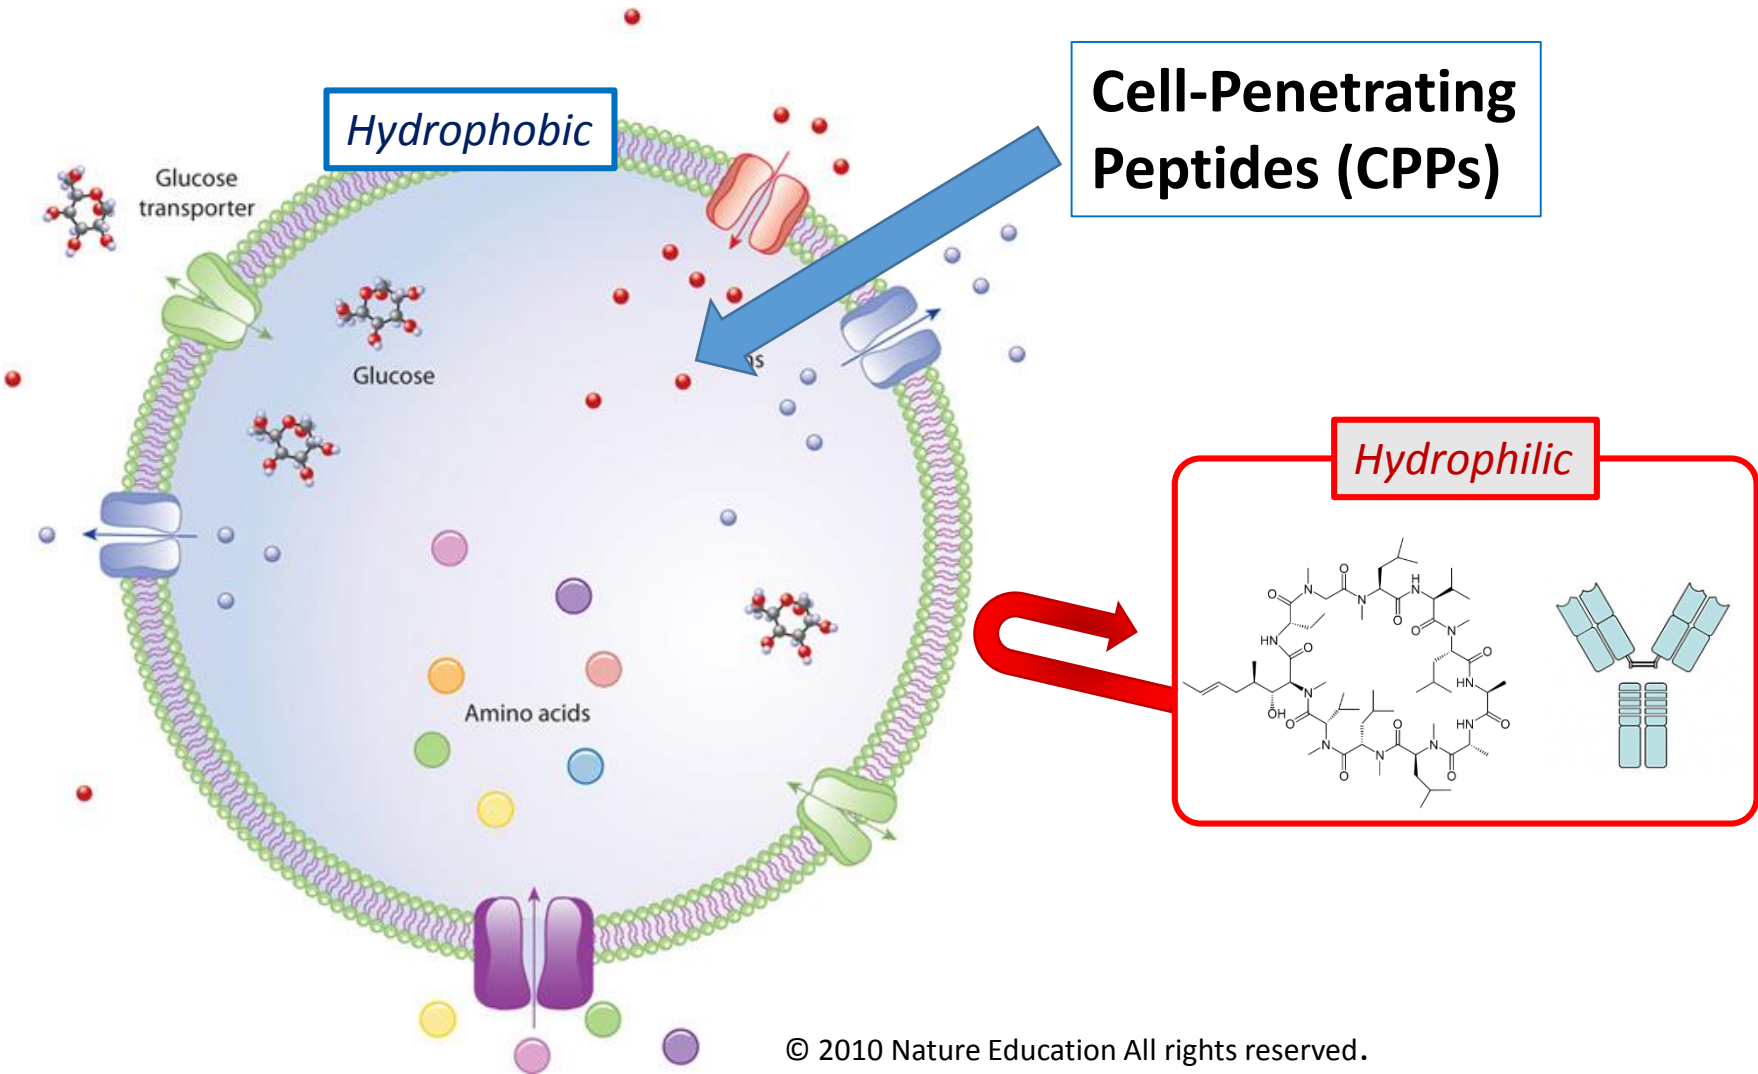 Cell-Penetrating
Peptides (CPPs)
Hydrophobic
Glucose
transporter
Glucose
Hydrophilic
Amino acids
O
N
O
N
O
H
N
O
N
O
NH
O
HN
O
N
O
N
O
N
O
N
O
OH
N
O
HN
© 2010 Nature Education All rights reserved.